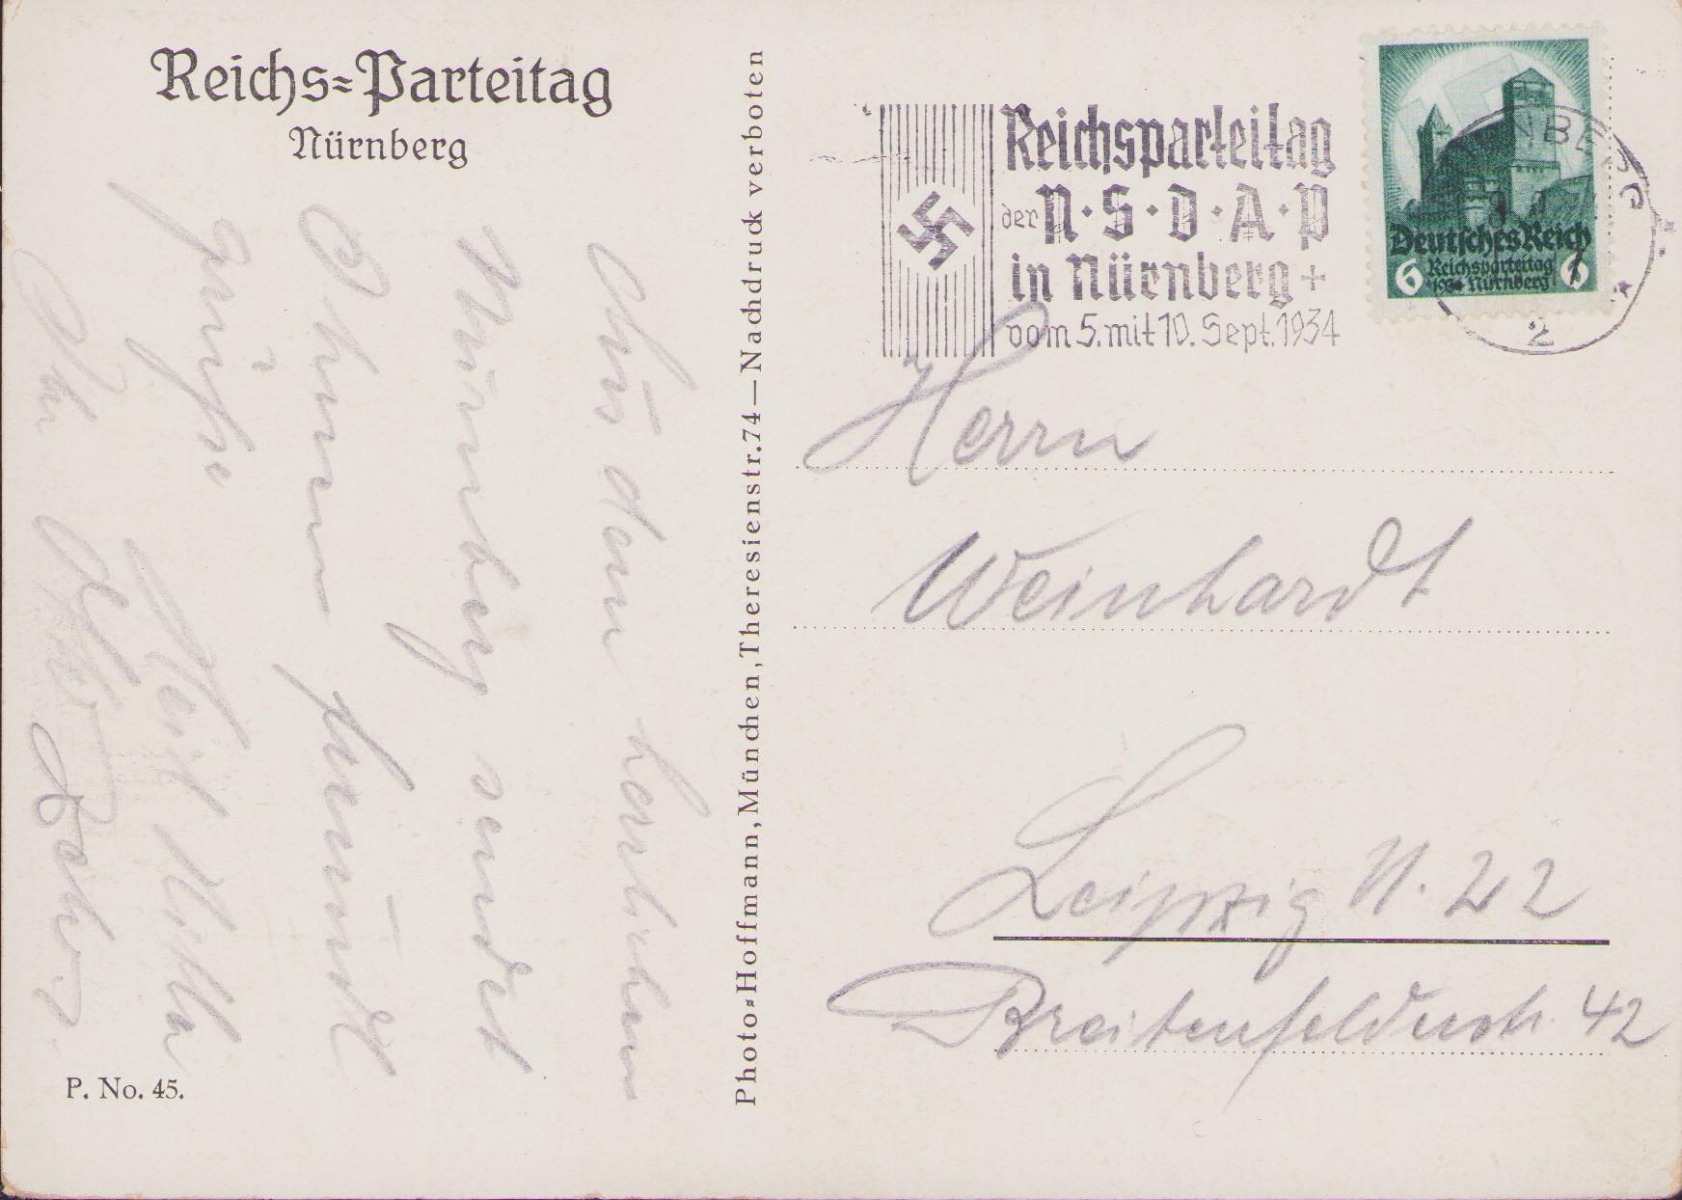 Reichs=Parteitag
Nürnberg
Aus dem herrlichen
Nürnberg sendet
Ihnen
Grüße Heil Hitler
Ihr
P. No. 45.
Photo=Hoffmann, München, Theresienstr. 74 — Nachdruck verboten
Reichsparteitag
der N·S·D·A·P
in Nürnberg +
vom 5. mit 10. Sept. 1934
Deutsches Reich
6 Reichsparteitag 6
1934 Nürnberg
2
Herrn
Weinhardt
Leipzig N. 22
Breitenfelderstr. 42